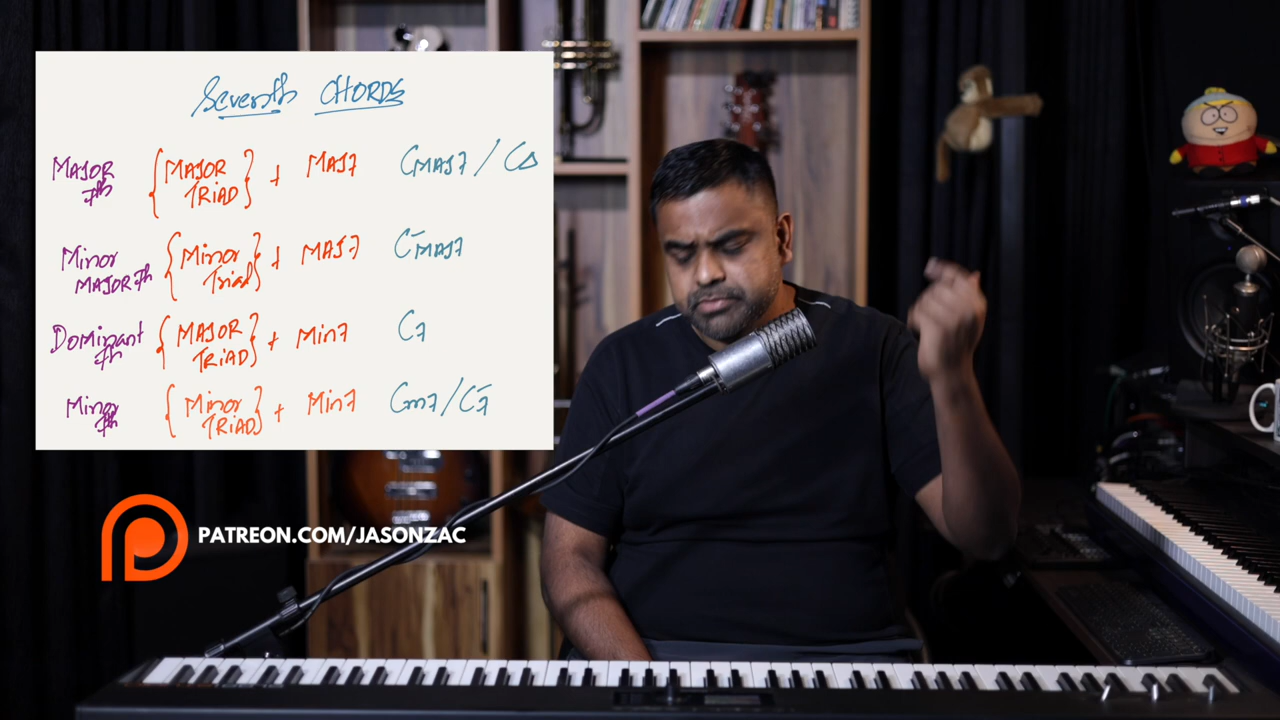 Seventh CHORDS
MAJOR 7th {MAJOR TRIAD} + MAJ7 CMAJ7 / C△
Minor MAJOR 7th {Minor Triad} + MAJ7 C-MAJ7
Dominant 7th {MAJOR TRIAD} + Min7 C7
Minor 7th {Minor TRIAD} + Min7 Cm7/C-7
PATREON.COM/JASONZAC